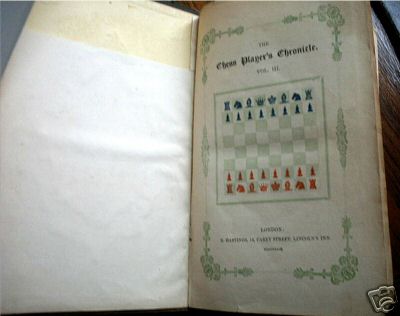 THE
Chess Player's Chronicle.
VOL. III.
LONDON:
R. HASTINGS, 13, CAREY STREET, LINCOLN'S INN.